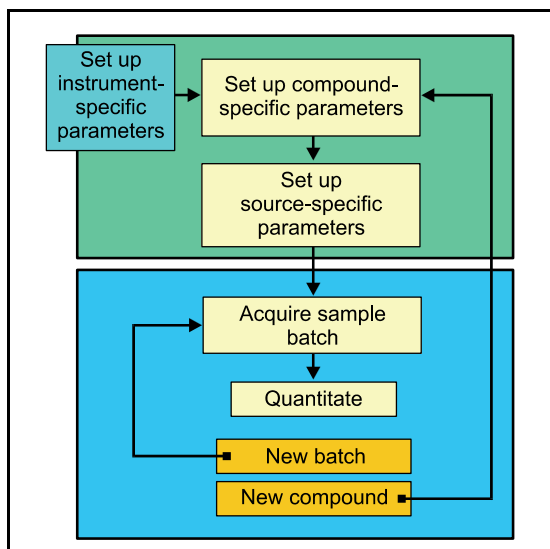 Set up
instrument-
specific
parameters
Set up compound-
specific parameters
Set up
source-specific
parameters
Acquire sample
batch
Quantitate
New batch
New compound